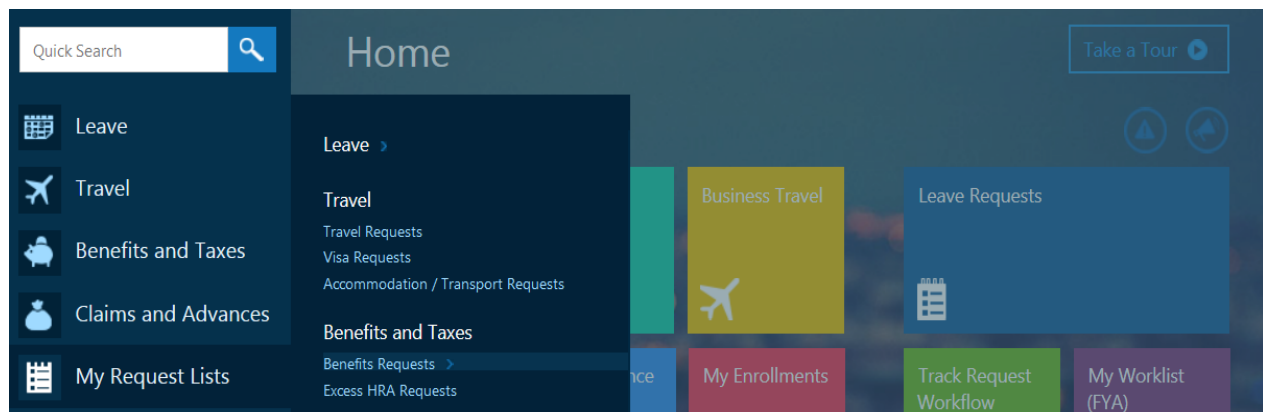 Quick Search
Leave
Travel
Benefits and Taxes
Claims and Advances
My Request Lists
Home
Take a Tour
Leave
Travel
Travel Requests
Visa Requests
Accommodation / Transport Requests
Benefits and Taxes
Benefits Requests
Excess HRA Requests
Business Travel
Leave Requests
nce
My Enrollments
Track Request
Workflow
My Worklist
(FYA)